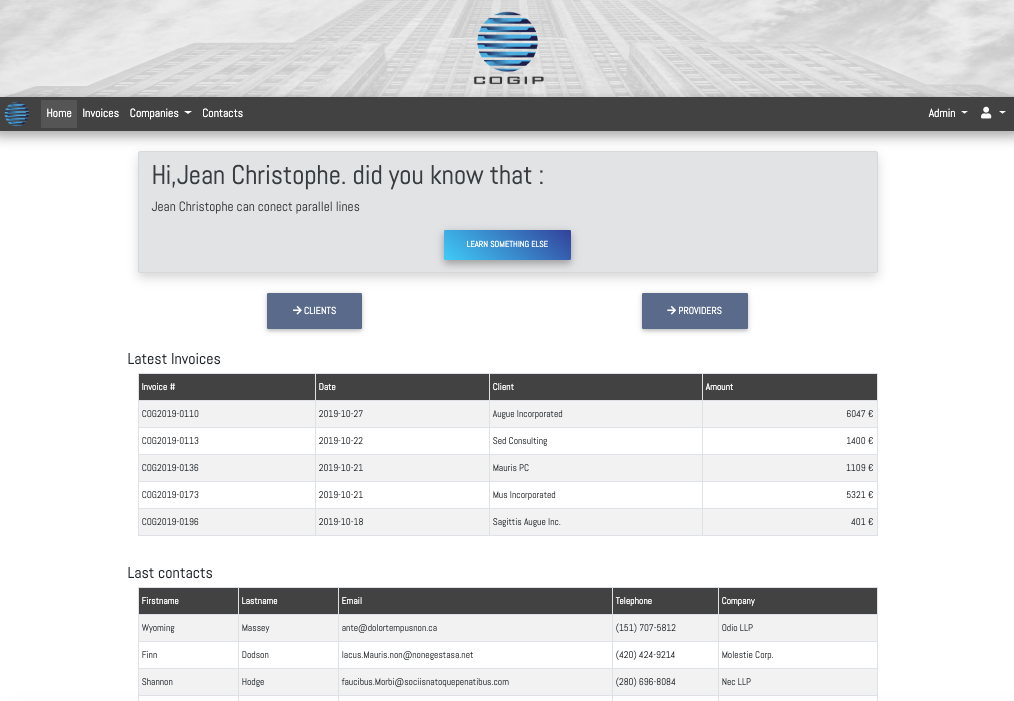 COGIP
Home Invoices Companies Contacts Admin
Hi,Jean Christophe. did you know that :
Jean Christophe can conect parallel lines
LEARN SOMETHING ELSE
CLIENTS PROVIDERS
Latest Invoices
Invoice # Date Client Amount
COG2019-0110 2019-10-27 Augue Incorporated 6047 €
COG2019-0113 2019-10-22 Sed Consulting 1400 €
COG2019-0136 2019-10-21 Mauris PC 1109 €
COG2019-0173 2019-10-21 Mus Incorporated 5321 €
COG2019-0196 2019-10-18 Sagittis Augue Inc. 401 €
Last contacts
Firstname Lastname Email Telephone Company
Wyoming Massey ante@dolortempusnon.ca (151) 707-5812 Odio LLP
Finn Dodson lacus.Mauris.non@nonegestasa.net (420) 424-9214 Molestie Corp.
Shannon Hodge faucibus.Morbi@sociisnatoquepenatibus.com (280) 696-8084 Nec LLP